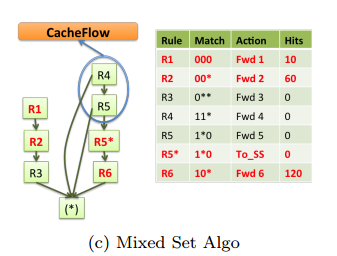 CacheFlow
R4
R5
R1
R2
R5*
R3
R6
(*)
Rule Match Action Hits
R1 000 Fwd 1 10
R2 00* Fwd 2 60
R3 0** Fwd 3 0
R4 11* Fwd 4 0
R5 1*0 Fwd 5 0
R5* 1*0 To_SS 0
R6 10* Fwd 6 120
(c) Mixed Set Algo